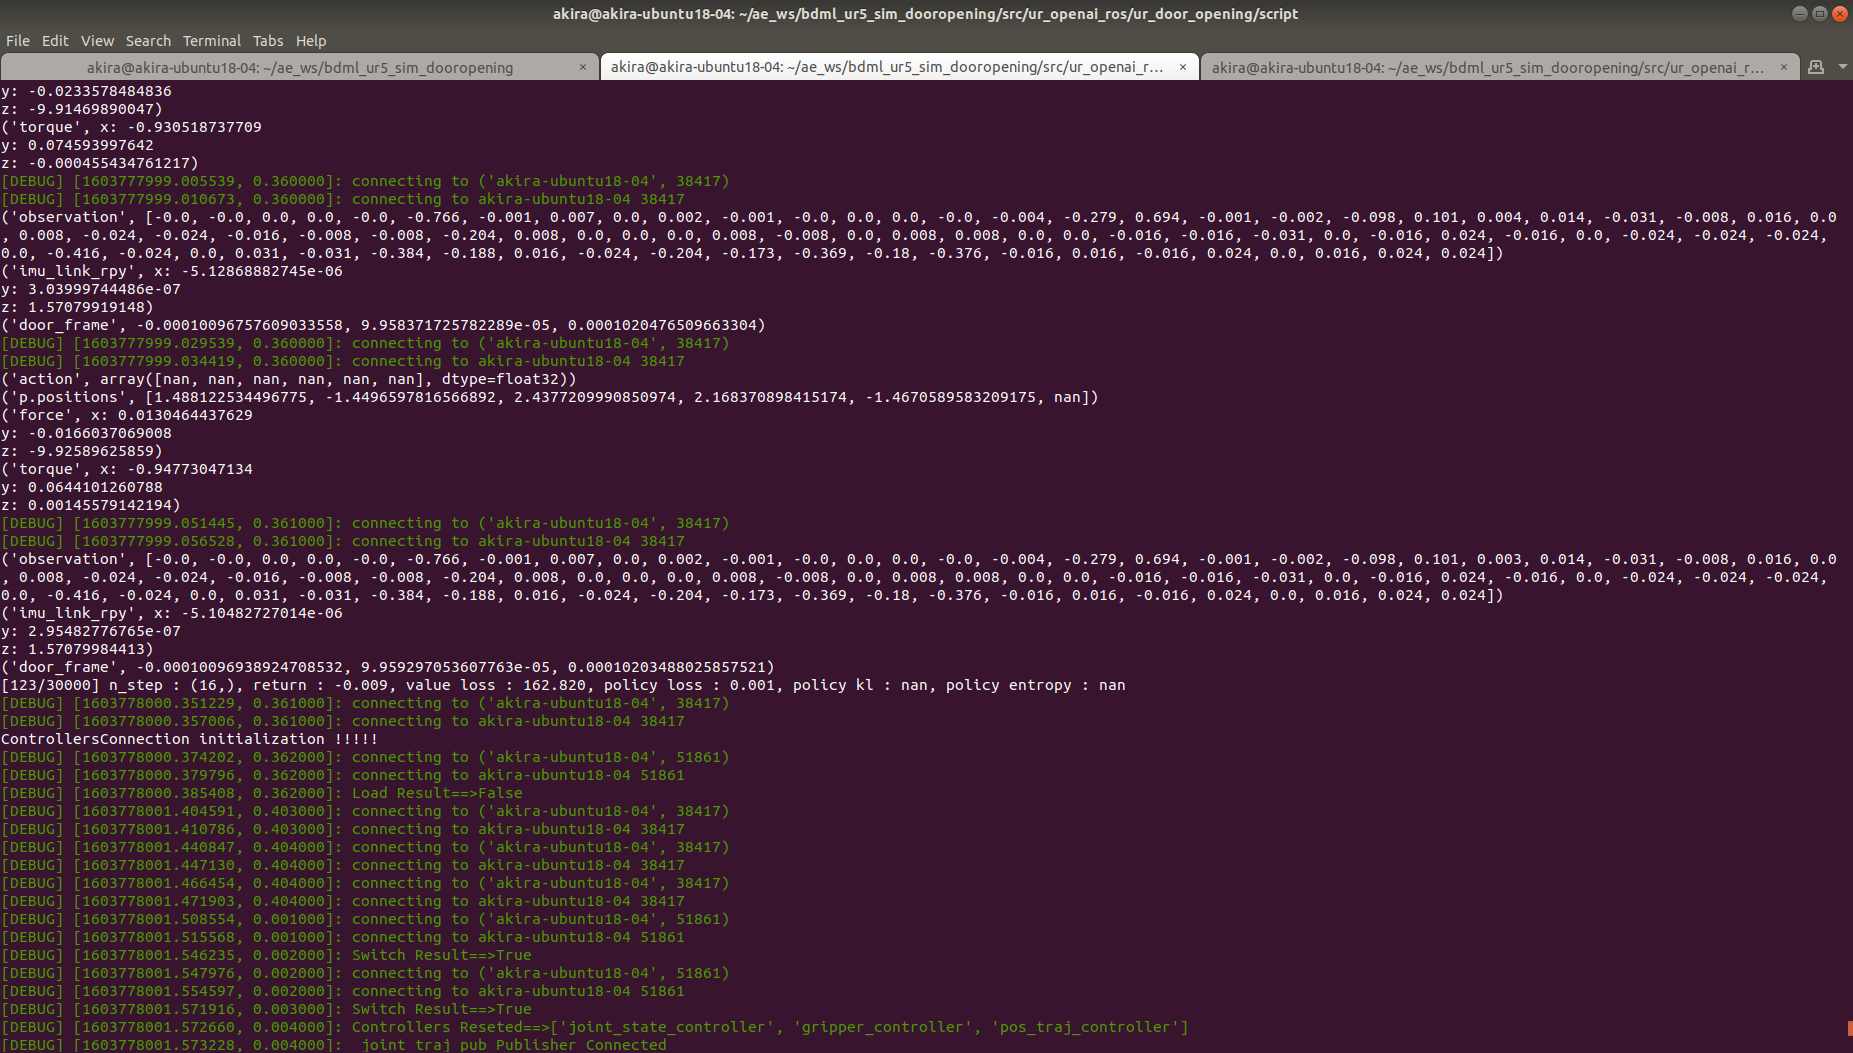 akira@akira-ubuntu18-04: ~/ae_ws/bdml_ur5_sim_dooropening/src/ur_openai_ros/ur_door_opening/script
File Edit View Search Terminal Tabs Help
akira@akira-ubuntu18-04: ~/ae_ws/bdml_ur5_sim_dooropening × akira@akira-ubuntu18-04: ~/ae_ws/bdml_ur5_sim_dooropening/src/ur_openai_r... × akira@akira-ubuntu18-04: ~/ae_ws/bdml_ur5_sim_dooropening/src/ur_openai_r... ×
y: -0.0233578484836
z: -9.91469890047)
('torque', x: -0.930518737709
y: 0.074593997642
z: -0.000455434761217)
[DEBUG] [1603777999.005539, 0.360000]: connecting to ('akira-ubuntu18-04', 38417)
[DEBUG] [1603777999.010673, 0.360000]: connecting to akira-ubuntu18-04 38417
('observation', [-0.0, -0.0, 0.0, 0.0, -0.0, -0.766, -0.001, 0.007, 0.0, 0.002, -0.001, -0.0, 0.0, 0.0, -0.0, -0.004, -0.279, 0.694, -0.001, -0.002, -0.098, 0.101, 0.004, 0.014, -0.031, -0.008, 0.016, 0.0
, 0.008, -0.024, -0.024, -0.016, -0.008, -0.008, -0.204, 0.008, 0.0, 0.0, 0.0, 0.008, -0.008, 0.0, 0.008, 0.008, 0.0, 0.0, -0.016, -0.016, -0.031, 0.0, -0.016, 0.024, -0.016, 0.0, -0.024, -0.024, -0.024,
0.0, -0.416, -0.024, 0.0, 0.031, -0.031, -0.384, -0.188, 0.016, -0.024, -0.204, -0.173, -0.369, -0.18, -0.376, -0.016, 0.016, -0.016, 0.024, 0.0, 0.016, 0.024, 0.024])
('imu_link_rpy', x: -5.12868882745e-06
y: 3.03999744486e-07
z: 1.57079919148)
('door_frame', -0.00010096757609033558, 9.958371725782289e-05, 0.0001020476509663304)
[DEBUG] [1603777999.029539, 0.360000]: connecting to ('akira-ubuntu18-04', 38417)
[DEBUG] [1603777999.034419, 0.360000]: connecting to akira-ubuntu18-04 38417
('action', array([nan, nan, nan, nan, nan, nan], dtype=float32))
('p.positions', [1.488122534496775, -1.4496597816566892, 2.4377209990850974, 2.168370898415174, -1.4670589583209175, nan])
('force', x: 0.0130464437629
y: -0.0166037069008
z: -9.92589625859)
('torque', x: -0.94773047134
y: 0.0644101260788
z: 0.00145579142194)
[DEBUG] [1603777999.051445, 0.361000]: connecting to ('akira-ubuntu18-04', 38417)
[DEBUG] [1603777999.056528, 0.361000]: connecting to akira-ubuntu18-04 38417
('observation', [-0.0, -0.0, 0.0, 0.0, -0.0, -0.766, -0.001, 0.007, 0.0, 0.002, -0.001, -0.0, 0.0, 0.0, -0.0, -0.004, -0.279, 0.694, -0.001, -0.002, -0.098, 0.101, 0.003, 0.014, -0.031, -0.008, 0.016, 0.0
, 0.008, -0.024, -0.024, -0.016, -0.008, -0.008, -0.204, 0.008, 0.0, 0.0, 0.0, 0.008, -0.008, 0.0, 0.008, 0.008, 0.0, 0.0, -0.016, -0.016, -0.031, 0.0, -0.016, 0.024, -0.016, 0.0, -0.024, -0.024, -0.024,
0.0, -0.416, -0.024, 0.0, 0.031, -0.031, -0.384, -0.188, 0.016, -0.024, -0.204, -0.173, -0.369, -0.18, -0.376, -0.016, 0.016, -0.016, 0.024, 0.0, 0.016, 0.024, 0.024])
('imu_link_rpy', x: -5.10482727014e-06
y: 2.95482776765e-07
z: 1.57079984413)
('door_frame', -0.00010096938924708532, 9.959297053607763e-05, 0.00010203488025857521)
[123/30000] n_step : (16,), return : -0.009, value loss : 162.820, policy loss : 0.001, policy kl : nan, policy entropy : nan
[DEBUG] [1603778000.351229, 0.361000]: connecting to ('akira-ubuntu18-04', 38417)
[DEBUG] [1603778000.357006, 0.361000]: connecting to akira-ubuntu18-04 38417
ControllersConnection initialization !!!!!
[DEBUG] [1603778000.374202, 0.362000]: connecting to ('akira-ubuntu18-04', 51861)
[DEBUG] [1603778000.379796, 0.362000]: connecting to akira-ubuntu18-04 51861
[DEBUG] [1603778000.385408, 0.362000]: Load Result==>False
[DEBUG] [1603778001.404591, 0.403000]: connecting to ('akira-ubuntu18-04', 38417)
[DEBUG] [1603778001.410786, 0.403000]: connecting to akira-ubuntu18-04 38417
[DEBUG] [1603778001.440847, 0.404000]: connecting to ('akira-ubuntu18-04', 38417)
[DEBUG] [1603778001.447130, 0.404000]: connecting to akira-ubuntu18-04 38417
[DEBUG] [1603778001.466454, 0.404000]: connecting to ('akira-ubuntu18-04', 38417)
[DEBUG] [1603778001.471903, 0.404000]: connecting to akira-ubuntu18-04 38417
[DEBUG] [1603778001.508554, 0.001000]: connecting to ('akira-ubuntu18-04', 51861)
[DEBUG] [1603778001.515568, 0.001000]: connecting to akira-ubuntu18-04 51861
[DEBUG] [1603778001.546235, 0.002000]: Switch Result==>True
[DEBUG] [1603778001.547976, 0.002000]: connecting to ('akira-ubuntu18-04', 51861)
[DEBUG] [1603778001.554597, 0.002000]: connecting to akira-ubuntu18-04 51861
[DEBUG] [1603778001.571916, 0.003000]: Switch Result==>True
[DEBUG] [1603778001.572660, 0.004000]: Controllers Reseted==>['joint_state_controller', 'gripper_controller', 'pos_traj_controller']
[DEBUG] [1603778001.573228, 0.004000]: _joint_traj_pub Publisher Connected